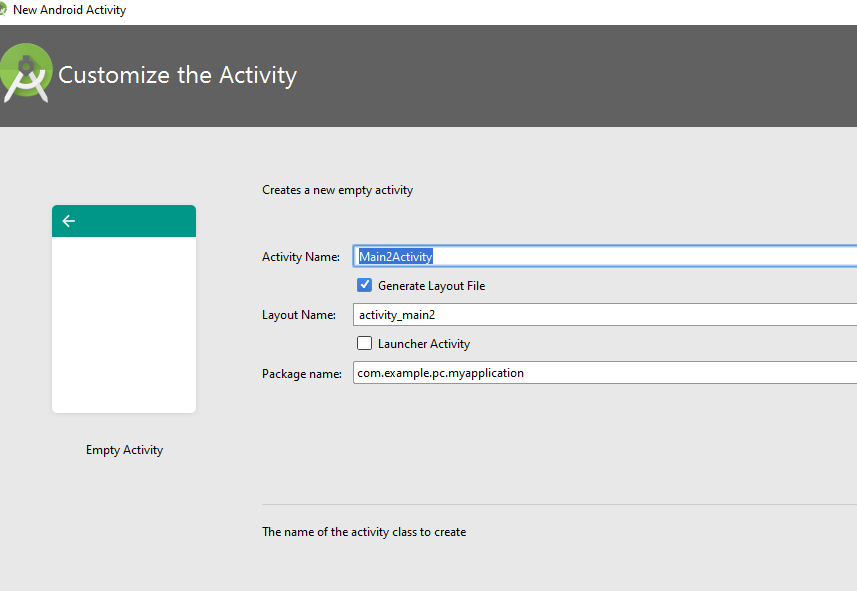 New Android Activity
Customize the Activity
Creates a new empty activity
Activity Name: Main2Activity
Generate Layout File
Layout Name: activity_main2
Launcher Activity
Package name: com.example.pc.myapplication
Empty Activity
The name of the activity class to create